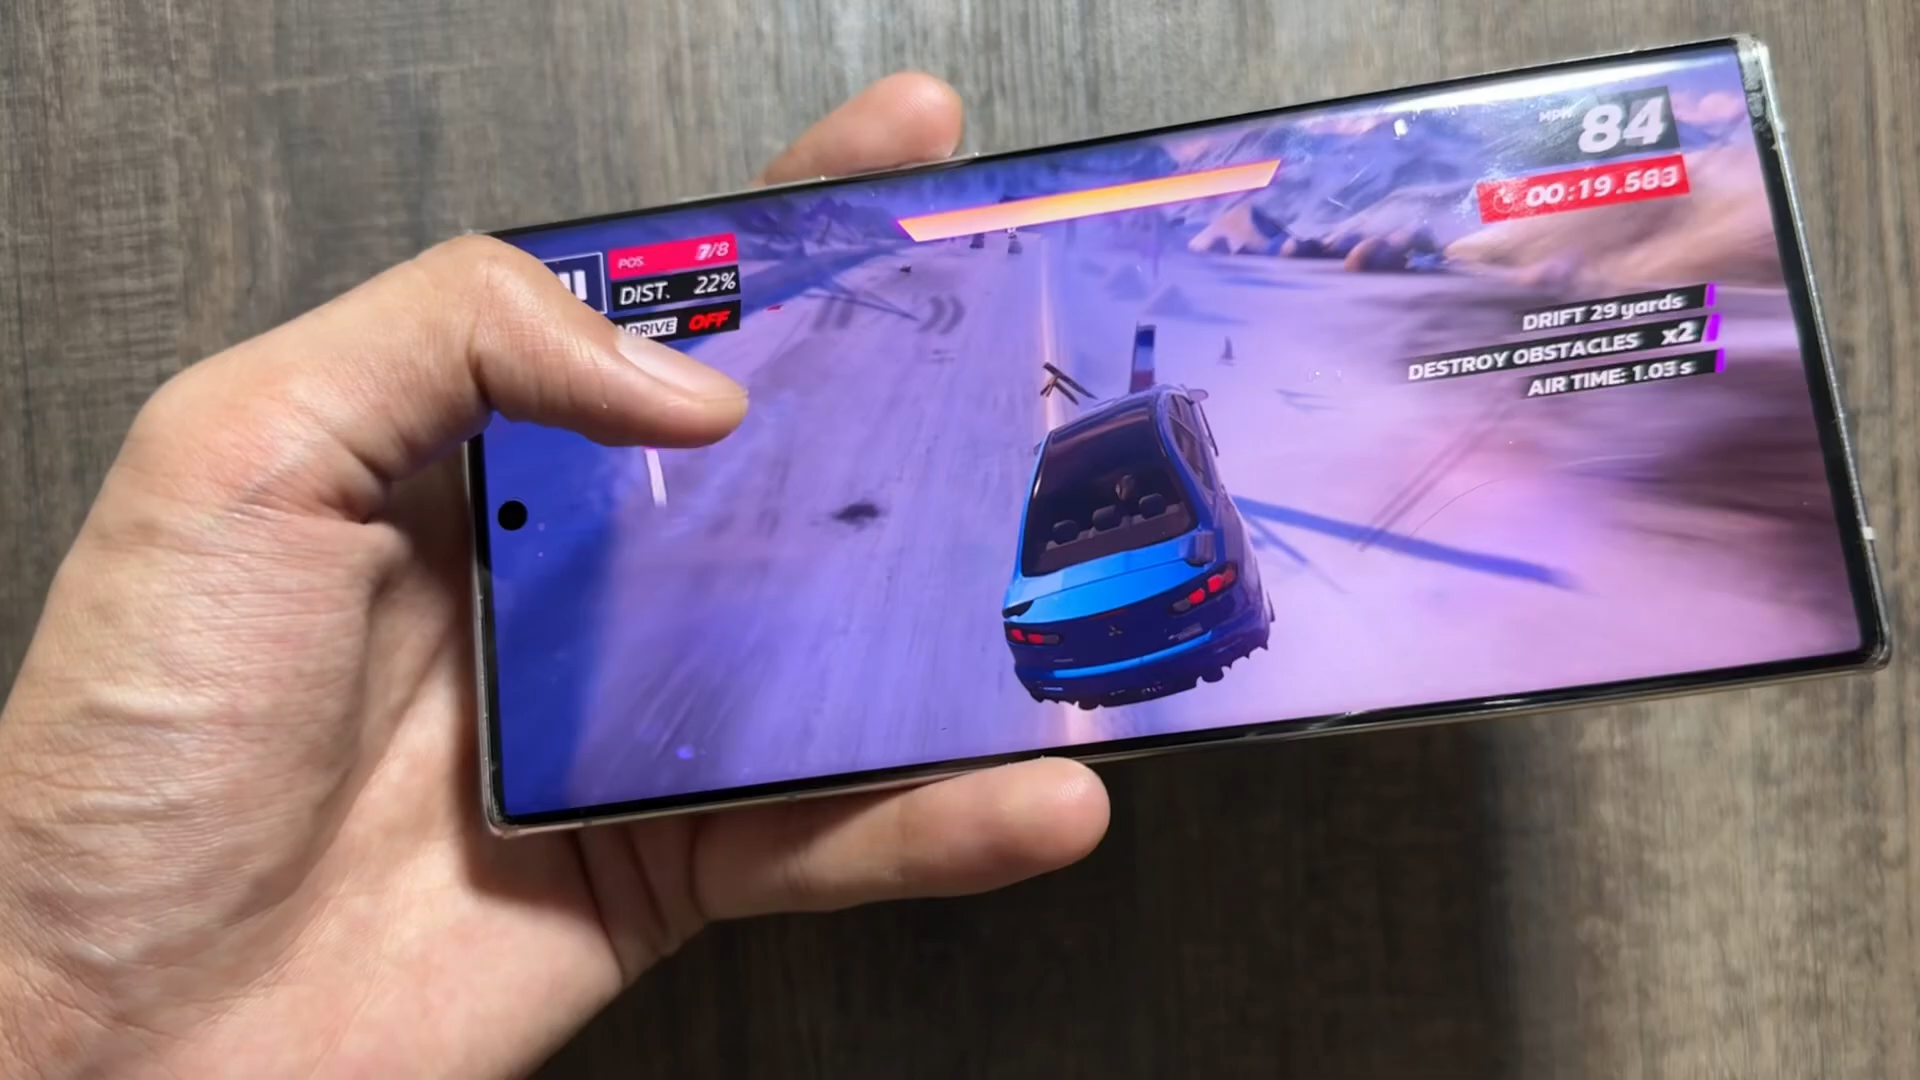 POS. 7/8
DIST. 22%
DRIVE OFF
MPH 84
00:19.583
DRIFT 29 yards
DESTROY OBSTACLES x2
AIR TIME: 1.03 s